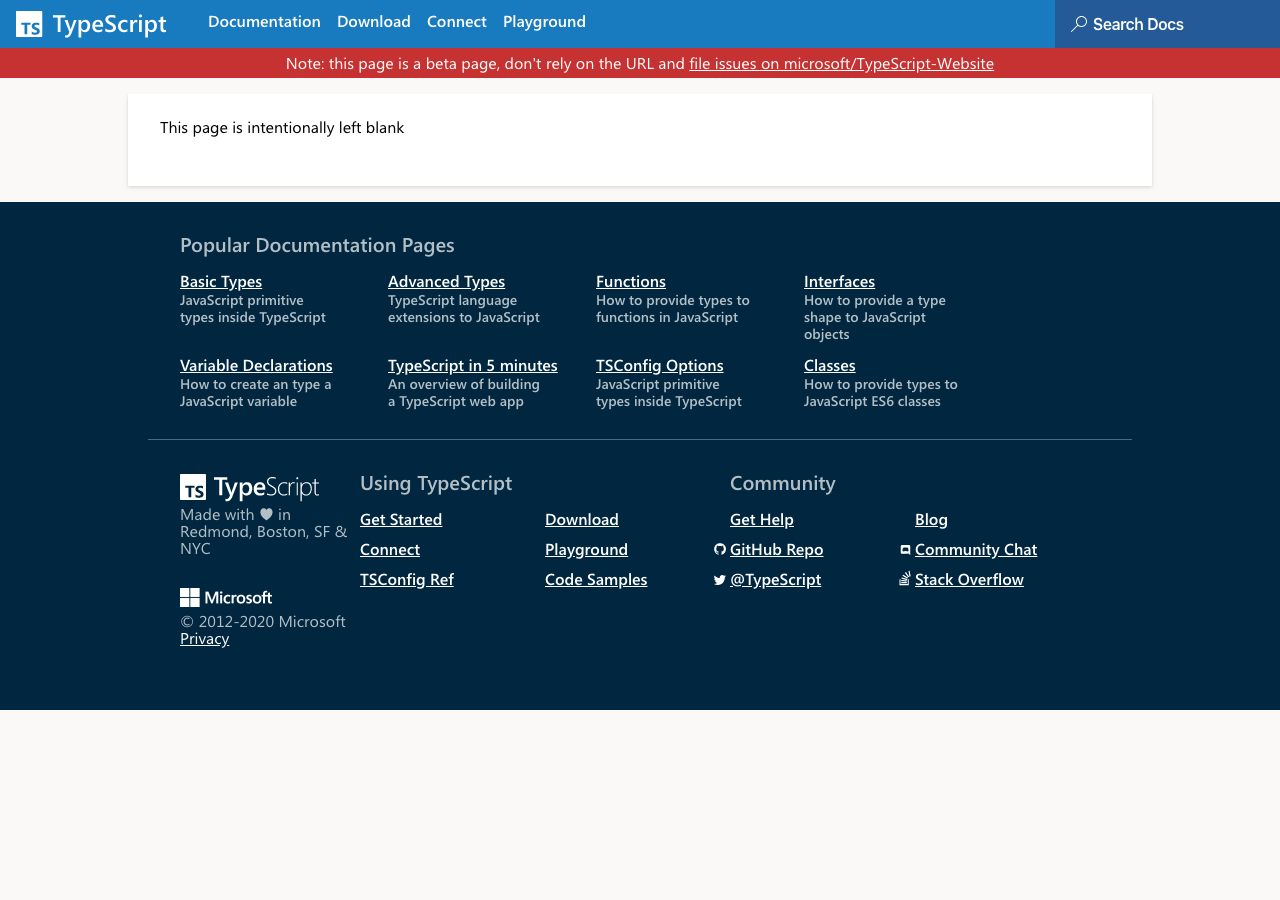 TS TypeScript Documentation Download Connect Playground Search Docs
Note: this page is a beta page, don't rely on the URL and file issues on microsoft/TypeScript-Website
This page is intentionally left blank
Popular Documentation Pages
Basic Types
JavaScript primitive
types inside TypeScript
Advanced Types
TypeScript language
extensions to JavaScript
Functions
How to provide types to
functions in JavaScript
Interfaces
How to provide a type
shape to JavaScript
objects
Variable Declarations
How to create an type a
JavaScript variable
TypeScript in 5 minutes
An overview of building
a TypeScript web app
TSConfig Options
JavaScript primitive
types inside TypeScript
Classes
How to provide types to
JavaScript ES6 classes
TS TypeScript
Made with ♥ in
Redmond, Boston, SF &
NYC
Microsoft
© 2012-2020 Microsoft
Privacy
Using TypeScript
Get Started Download
Connect Playground
TSConfig Ref Code Samples
Community
Get Help Blog
GitHub Repo Community Chat
@TypeScript Stack Overflow